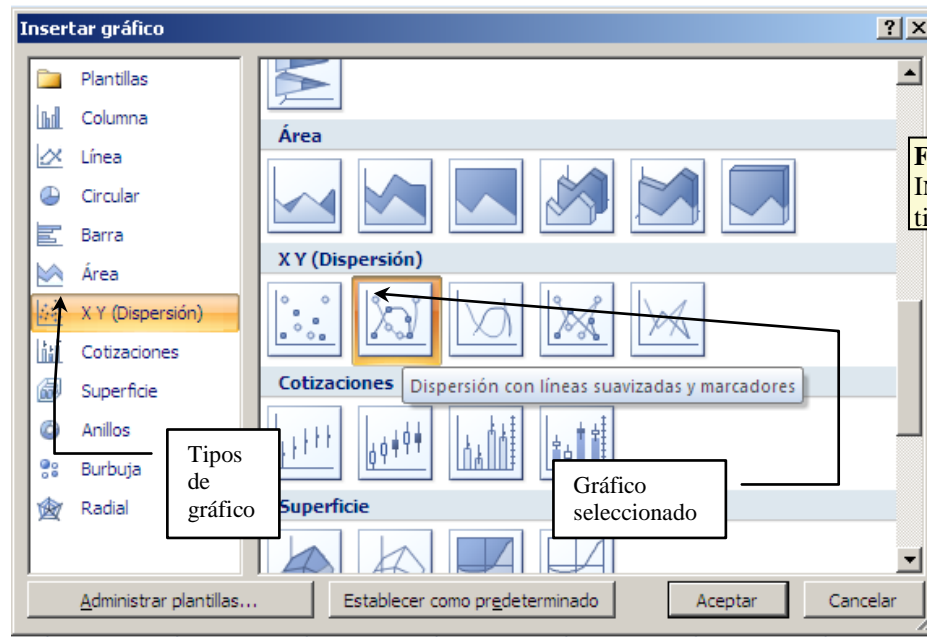 Insertar gráfico
Plantillas
Columna
Línea
Circular
Barra
Área
X Y (Dispersión)
Cotizaciones
Superficie
Anillos
Burbuja
Radial
Área
X Y (Dispersión)
Dispersión con líneas suavizadas y marcadores
Cotizaciones
Superficie
Tipos
de
gráfico
Gráfico
seleccionado
Administrar plantillas...
Establecer como predeterminado
Aceptar
Cancelar